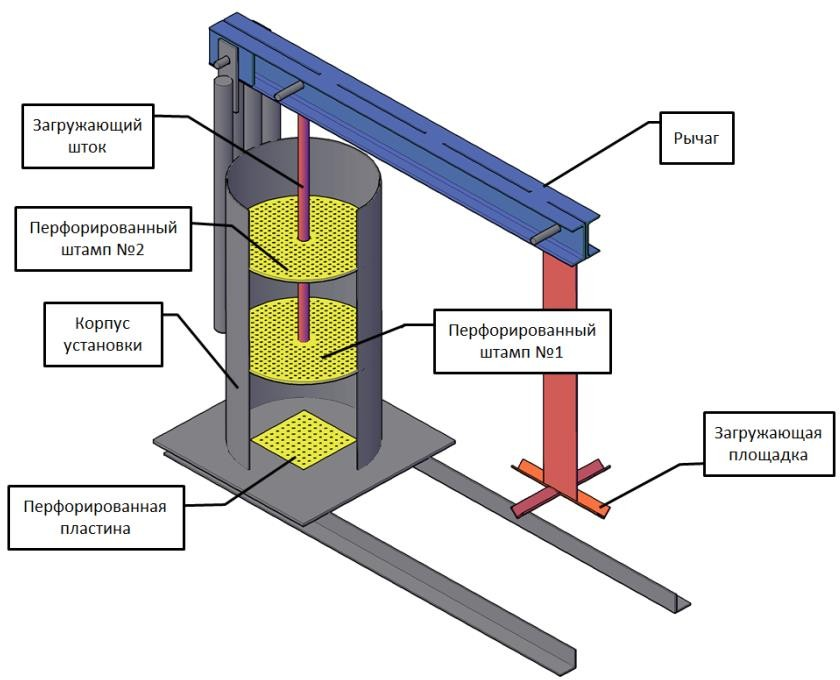 Загружающий
шток
Рычаг
Перфорированный
штамп №2
Корпус
установки
Перфорированный
штамп №1
Загружающая
площадка
Перфорированная
пластина